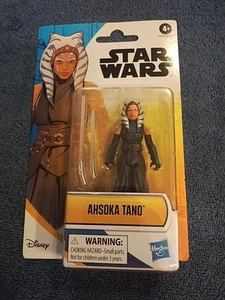 4+
STAR
WARS
AHSOKA TANO
Disney
WARNING:
CHOKING HAZARD–Small parts.
Not for children under 3 years.
Hasbro